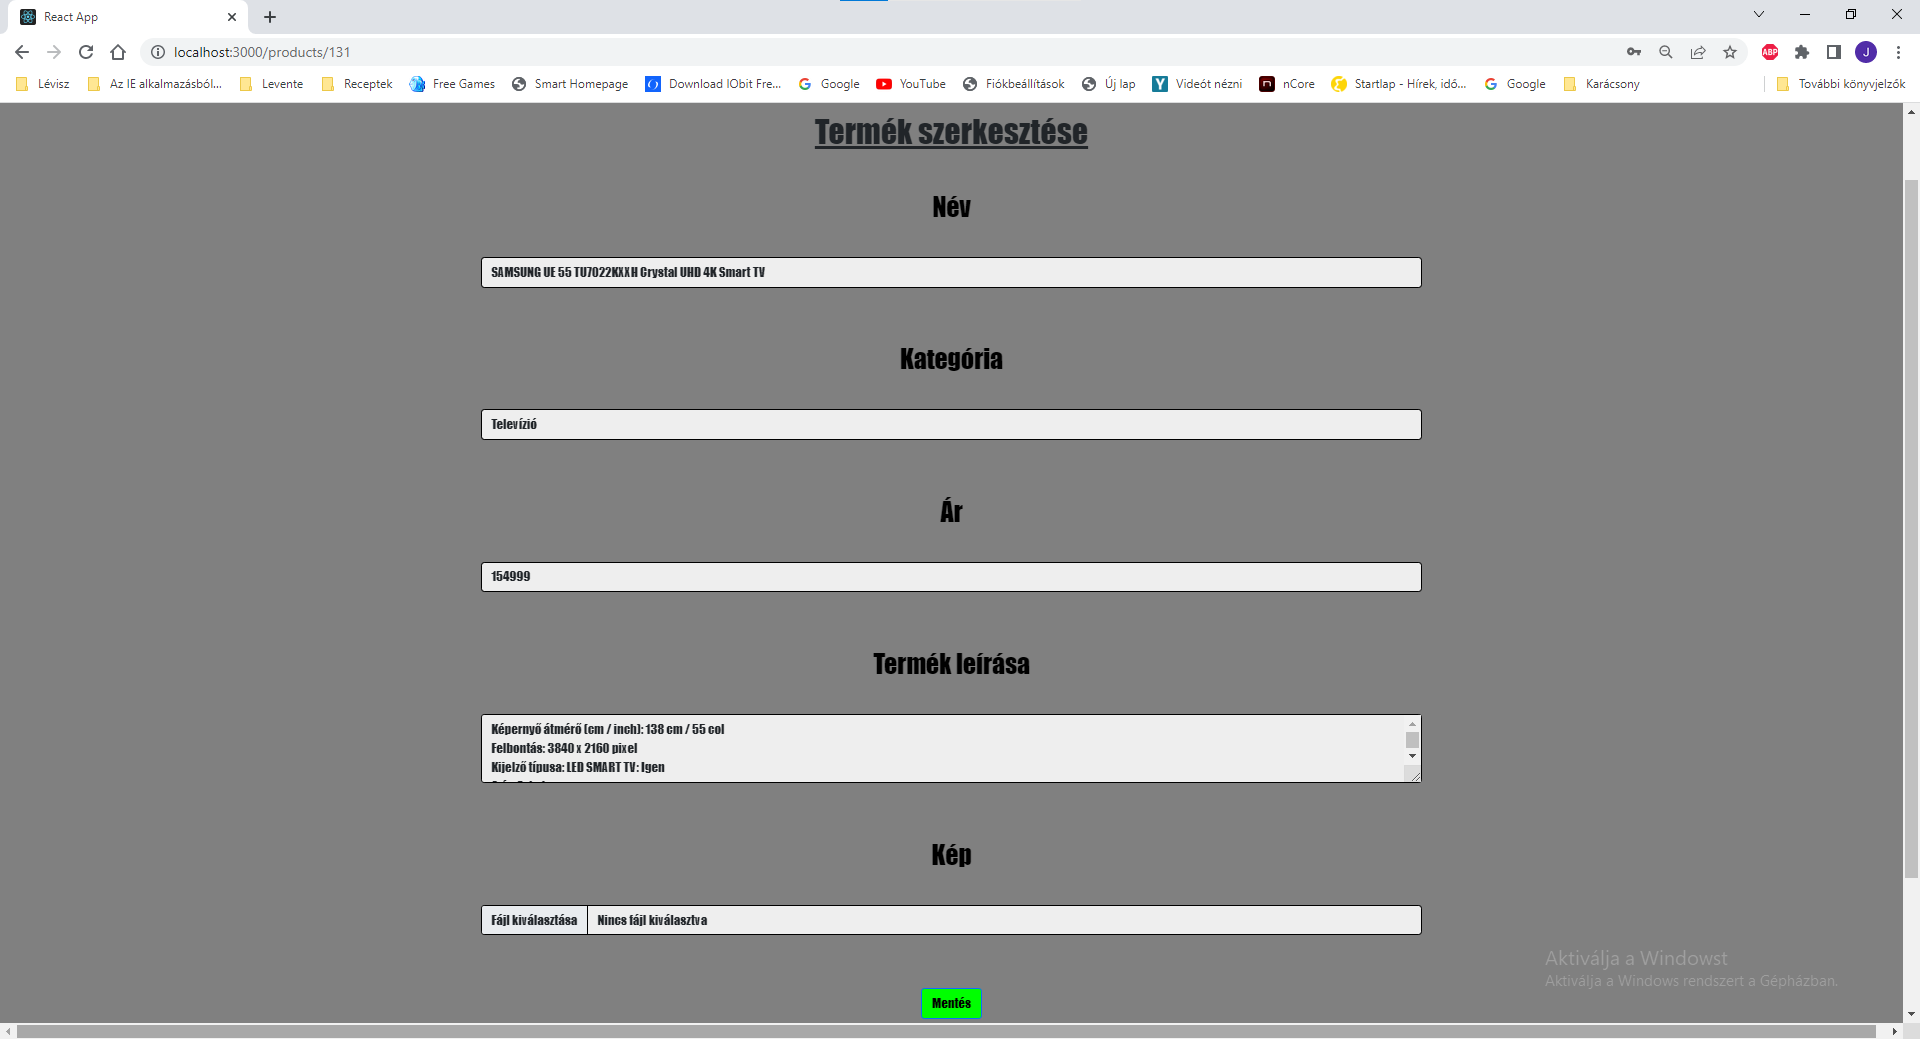 React App
localhost:3000/products/131
ABP
J
Lévisz
Az IE alkalmazásból...
Levente
Receptek
Free Games
Smart Homepage
Download IObit Fre...
Google
YouTube
Fiókbeállítások
Új lap
Videót nézni
nCore
Startlap - Hírek, idő...
Google
Karácsony
További könyvjelzők
Termék szerkesztése
Név
SAMSUNG UE 55 TU7022KXXH Crystal UHD 4K Smart TV
Kategória
Televízió
Ár
154999
Termék leírása
Képernyő átmérő (cm / inch): 138 cm / 55 col
Felbontás: 3840 x 2160 pixel
Kijelző típusa: LED SMART TV: Igen
Kép
Fájl kiválasztása Nincs fájl kiválasztva
Aktiválja a Windowst
Aktiválja a Windows rendszert a Gépházban.
Mentés